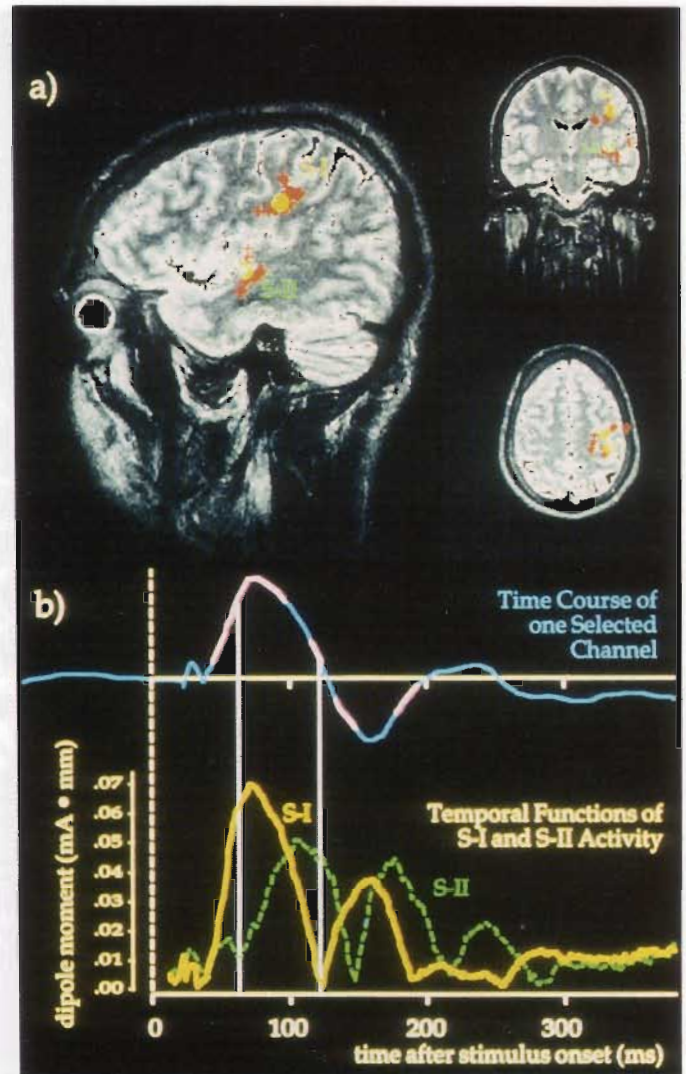 a)
S-I
S-II
b)
Time Course of
one Selected
Channel
dipole moment (mA • mm)
.07
.06
.05
.04
.03
.02
.01
.00
S-I
Temporal Functions of
S-I and S-II Activity
S-II
0 100 200 300
time after stimulus onset (ms)